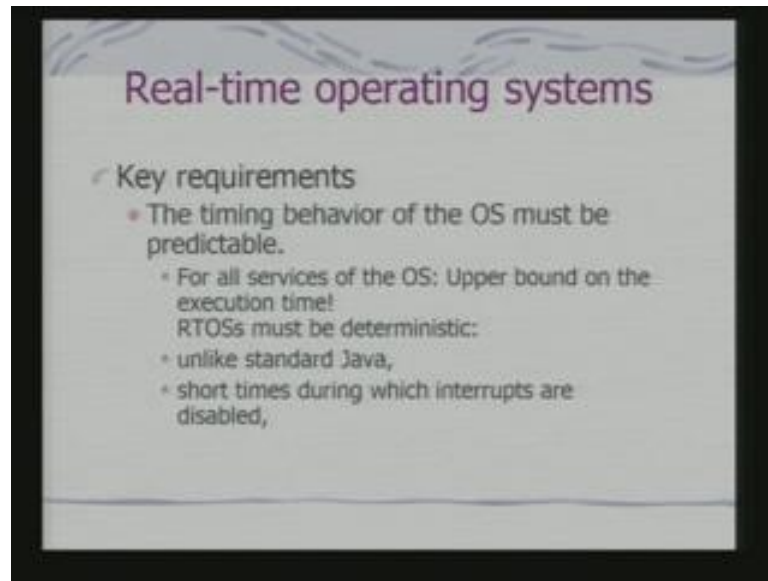 Real-time operating systems
Key requirements
The timing behavior of the OS must be
predictable.
For all services of the OS: Upper bound on the
execution time!
RTOSs must be deterministic:
unlike standard Java,
short times during which interrupts are
disabled,